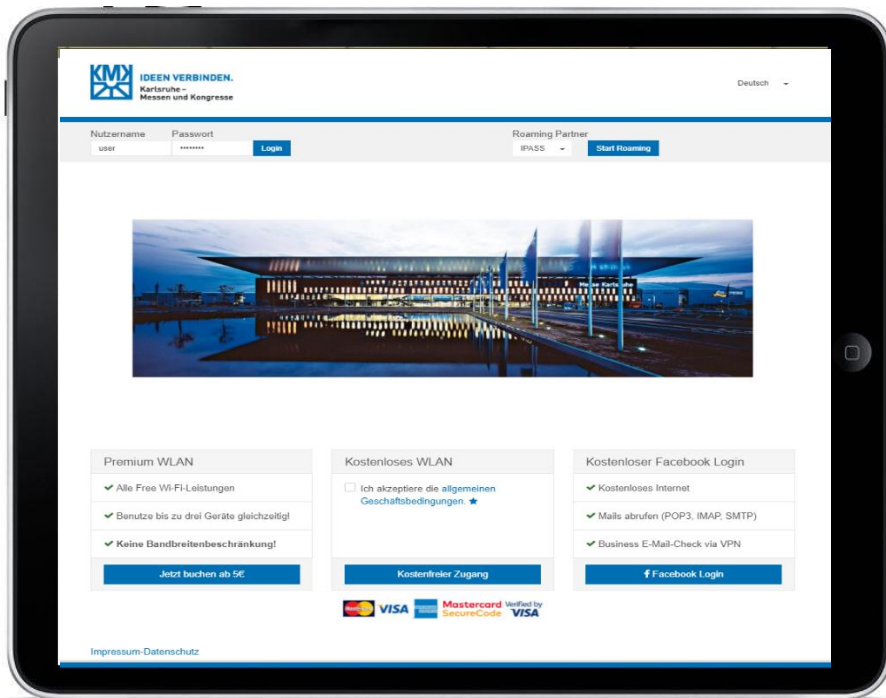 KMK
IDEEN VERBINDEN.
Karlsruhe –
Messen und Kongresse
Deutsch
Nutzername Passwort
user ········ Login
Roaming Partner
IPASS Start Roaming
Messe Karlsruhe
Premium WLAN
Alle Free Wi-Fi-Leistungen
Benutze bis zu drei Geräte gleichzeitig!
Keine Bandbreitenbeschränkung!
Jetzt buchen ab 5€
Kostenloses WLAN
Ich akzeptiere die allgemeinen
Geschäftsbedingungen.
Kostenfreier Zugang
Kostenloser Facebook Login
Kostenloses Internet
Mails abrufen (POP3, IMAP, SMTP)
Business E-Mail-Check via VPN
f Facebook Login
VISA
Mastercard
SecureCode
Verified by
VISA
Impressum-Datenschutz